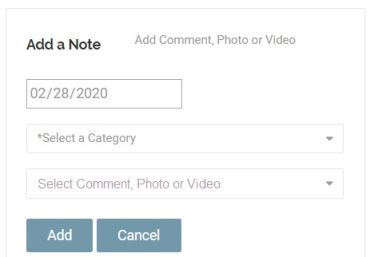 Add a Note Add Comment, Photo or Video
02/28/2020
*Select a Category
Select Comment, Photo or Video
Add Cancel